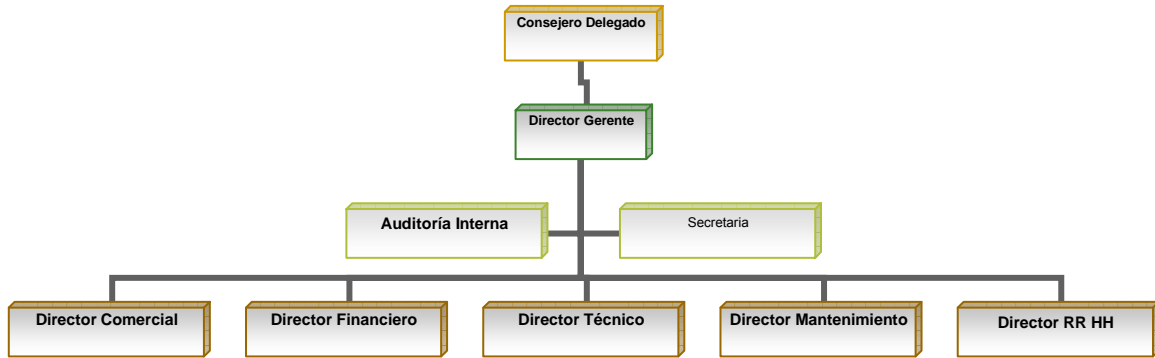 Consejero Delegado
Director Gerente
Auditoría Interna
Secretaria
Director Comercial
Director Financiero
Director Técnico
Director Mantenimiento
Director RR HH